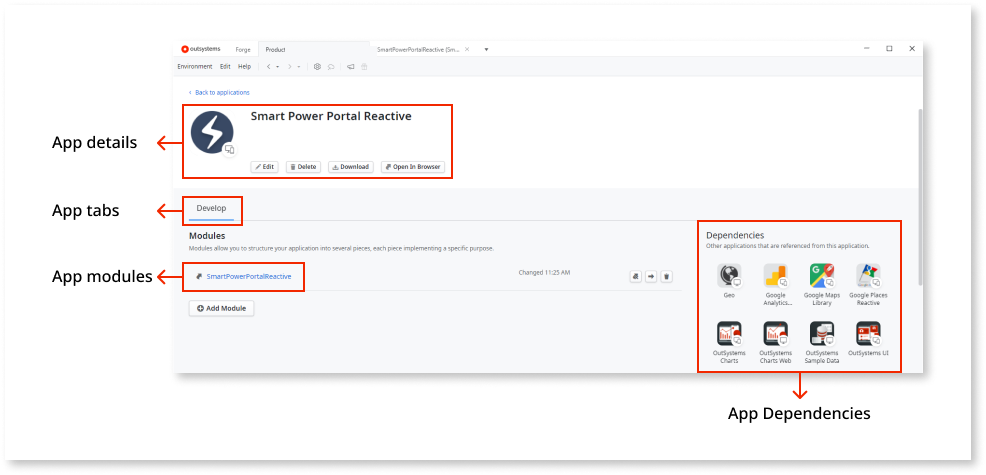 outsystems Forge Product SmartPowerPortalReactive (Sm...
Environment Edit Help
Back to applications
Smart Power Portal Reactive
App details
Edit Delete Download Open In Browser
App tabs
Develop
Modules
Modules allow you to structure your application into several pieces, each piece implementing a specific purpose.
App modules
SmartPowerPortalReactive
Changed 11:25 AM
Add Module
Dependencies
Other applications that are referenced from this application.
Geo
Google
Analytics...
Google Maps
Library
Google Places
Reactive
OutSystems
Charts
OutSystems
Charts Web
OutSystems
Sample Data
OutSystems UI
App Dependencies